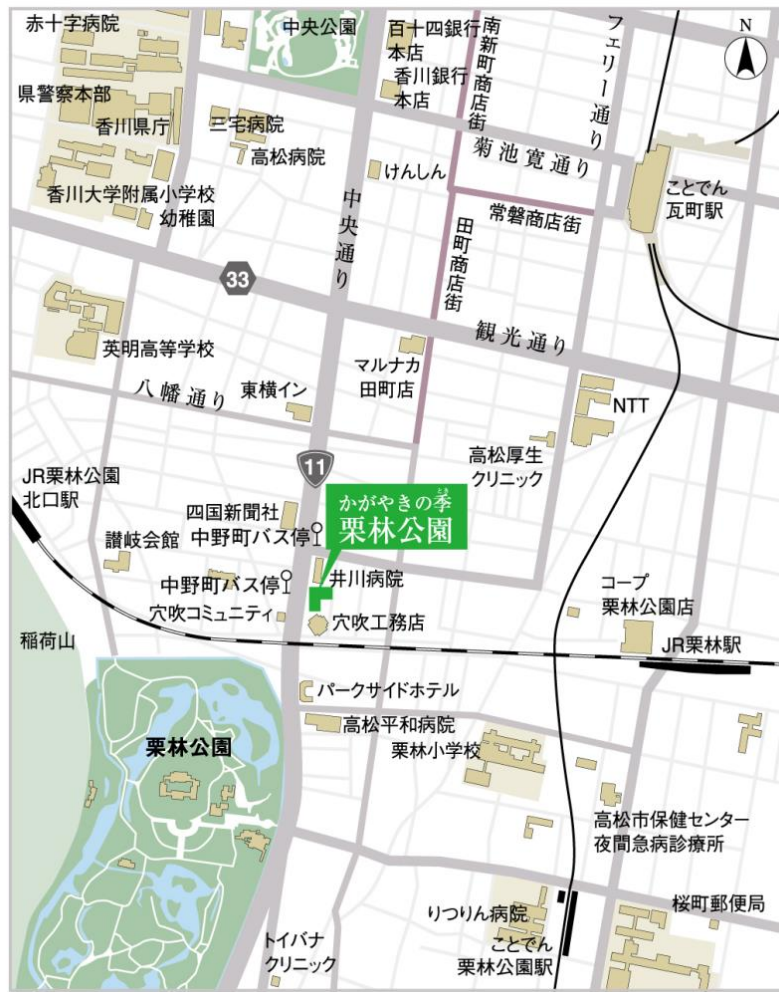 赤十字病院
中央公園
百十四銀行
本店
香川銀行
本店
南新町商店街
フェリー通り
N
県警察本部
香川県庁
三宅病院
高松病院
けんしん
菊池寛通り
ことでん
瓦町駅
香川大学附属小学校
幼稚園
中央通り
常磐商店街
田町商店街
33
観光通り
英明高等学校
マルナカ
田町店
八幡通り
東横イン
NTT
高松厚生
クリニック
11
JR栗林公園
北口駅
四国新聞社
中野町バス停
かがやきの季
とき
栗林公園
讃岐会館
中野町バス停
井川病院
穴吹コミュニティ
穴吹工務店
コープ
栗林公園店
JR栗林駅
稲荷山
パークサイドホテル
高松平和病院
栗林小学校
栗林公園
高松市保健センター
夜間急病診療所
りつりん病院
桜町郵便局
ことでん
栗林公園駅
トイバナ
クリニック